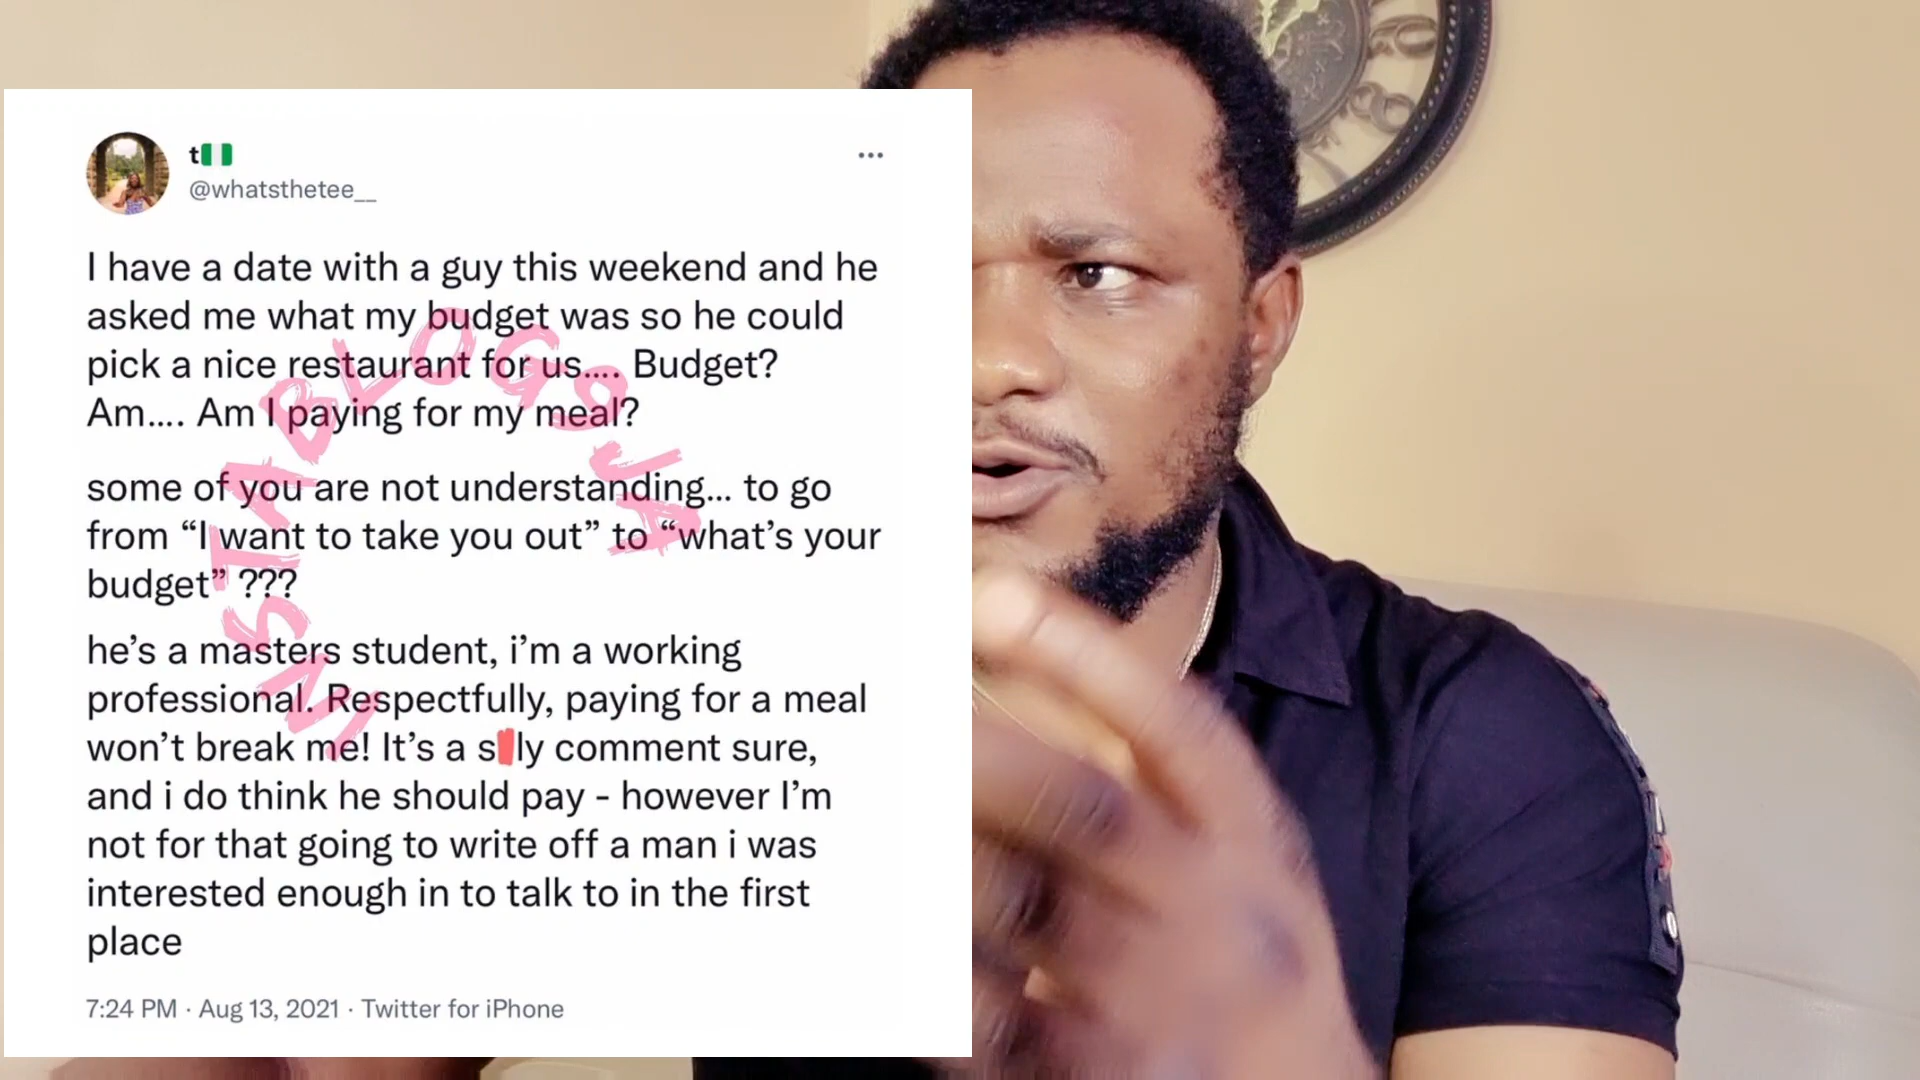 t🇳🇬
@whatsthetee__
I have a date with a guy this weekend and he
asked me what my budget was so he could
pick a nice restaurant for us.... Budget?
Am.... Am I paying for my meal?
some of you are not understanding... to go
from “I want to take you out” to “what’s your
budget” ???
he’s a masters student, i’m a working
professional. Respectfully, paying for a meal
won’t break me! It’s a s ly comment sure,
and i do think he should pay - however I’m
not for that going to write off a man i was
interested enough in to talk to in the first
place
7:24 PM · Aug 13, 2021 · Twitter for iPhone
INSTABLOG9JA